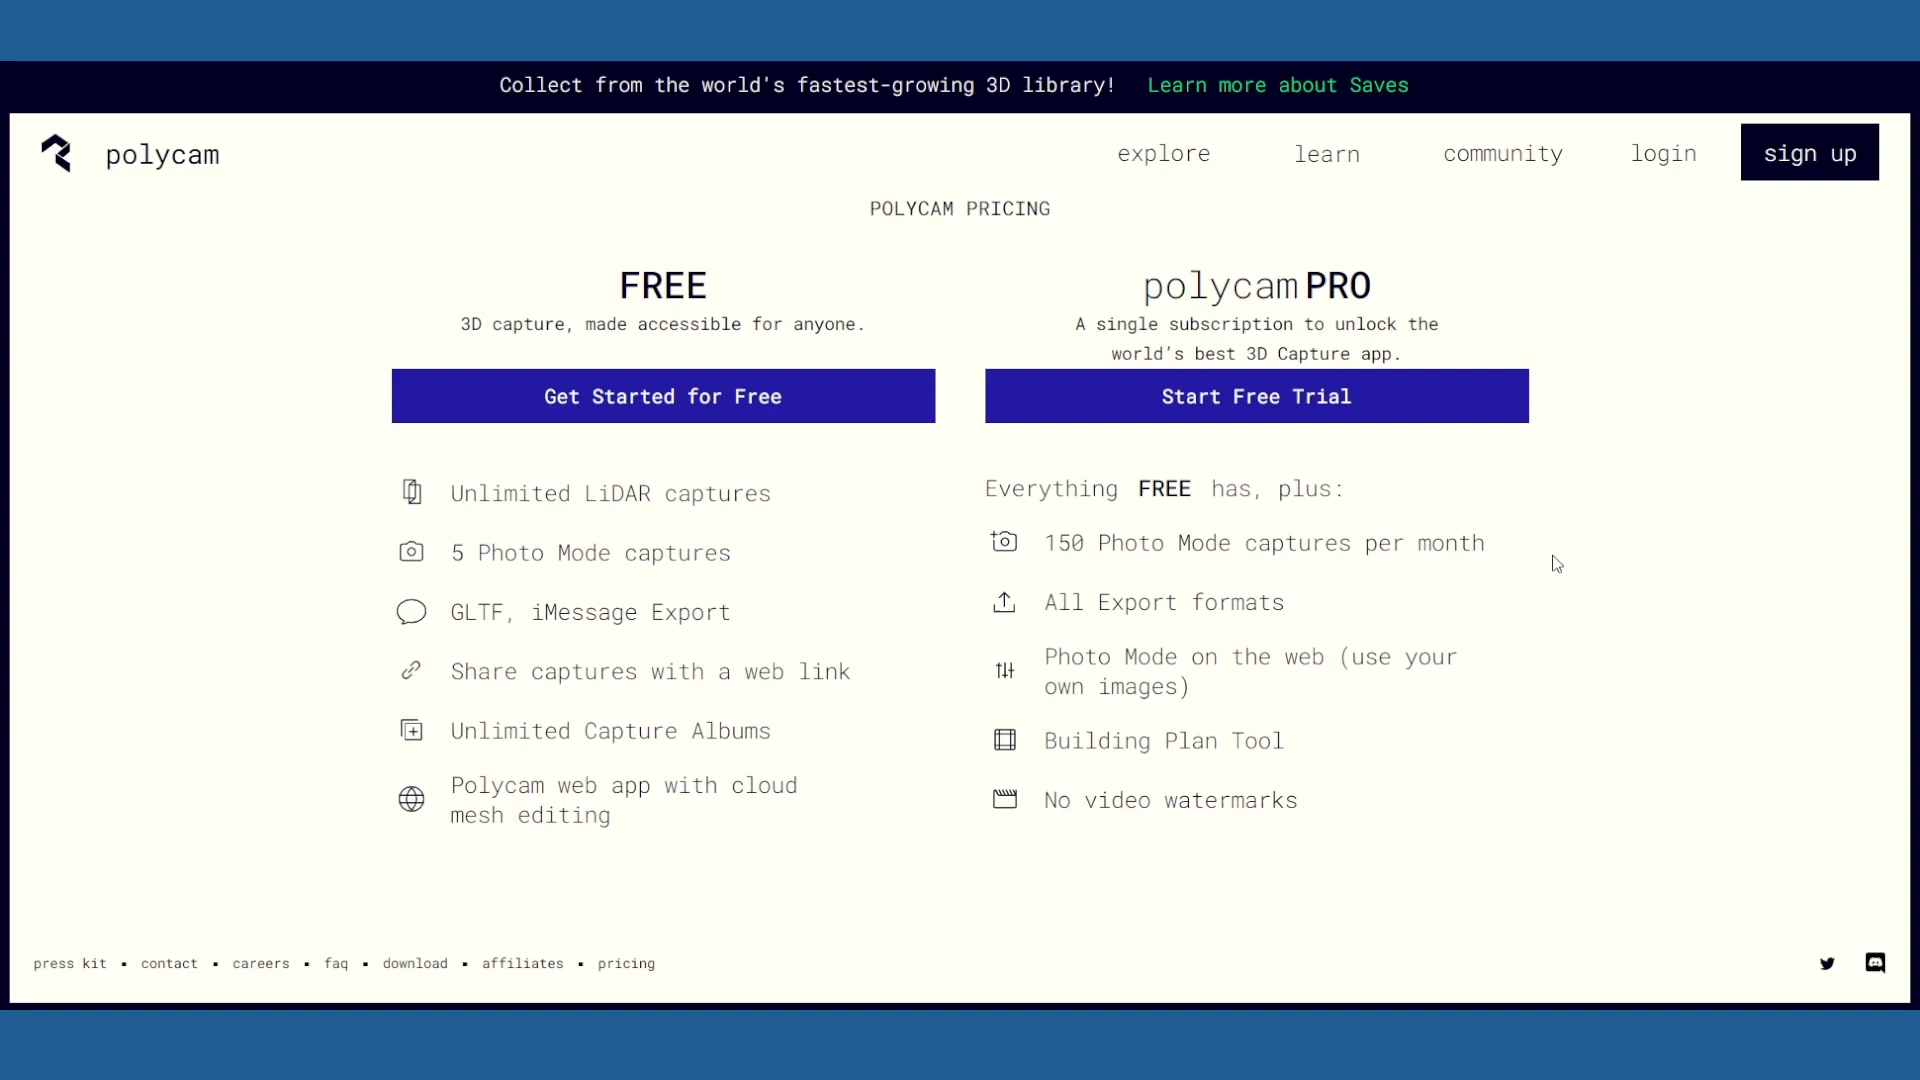 Collect from the world's fastest-growing 3D library! Learn more about Saves
polycam
explore learn community login sign up
POLYCAM PRICING
FREE
3D capture, made accessible for anyone.
Get Started for Free
Unlimited LiDAR captures
5 Photo Mode captures
GLTF, iMessage Export
Share captures with a web link
Unlimited Capture Albums
Polycam web app with cloud
mesh editing
polycam PRO
A single subscription to unlock the
world’s best 3D Capture app.
Start Free Trial
Everything FREE has, plus:
150 Photo Mode captures per month
All Export formats
Photo Mode on the web (use your
own images)
Building Plan Tool
No video watermarks
press kit ▪ contact ▪ careers ▪ faq ▪ download ▪ affiliates ▪ pricing